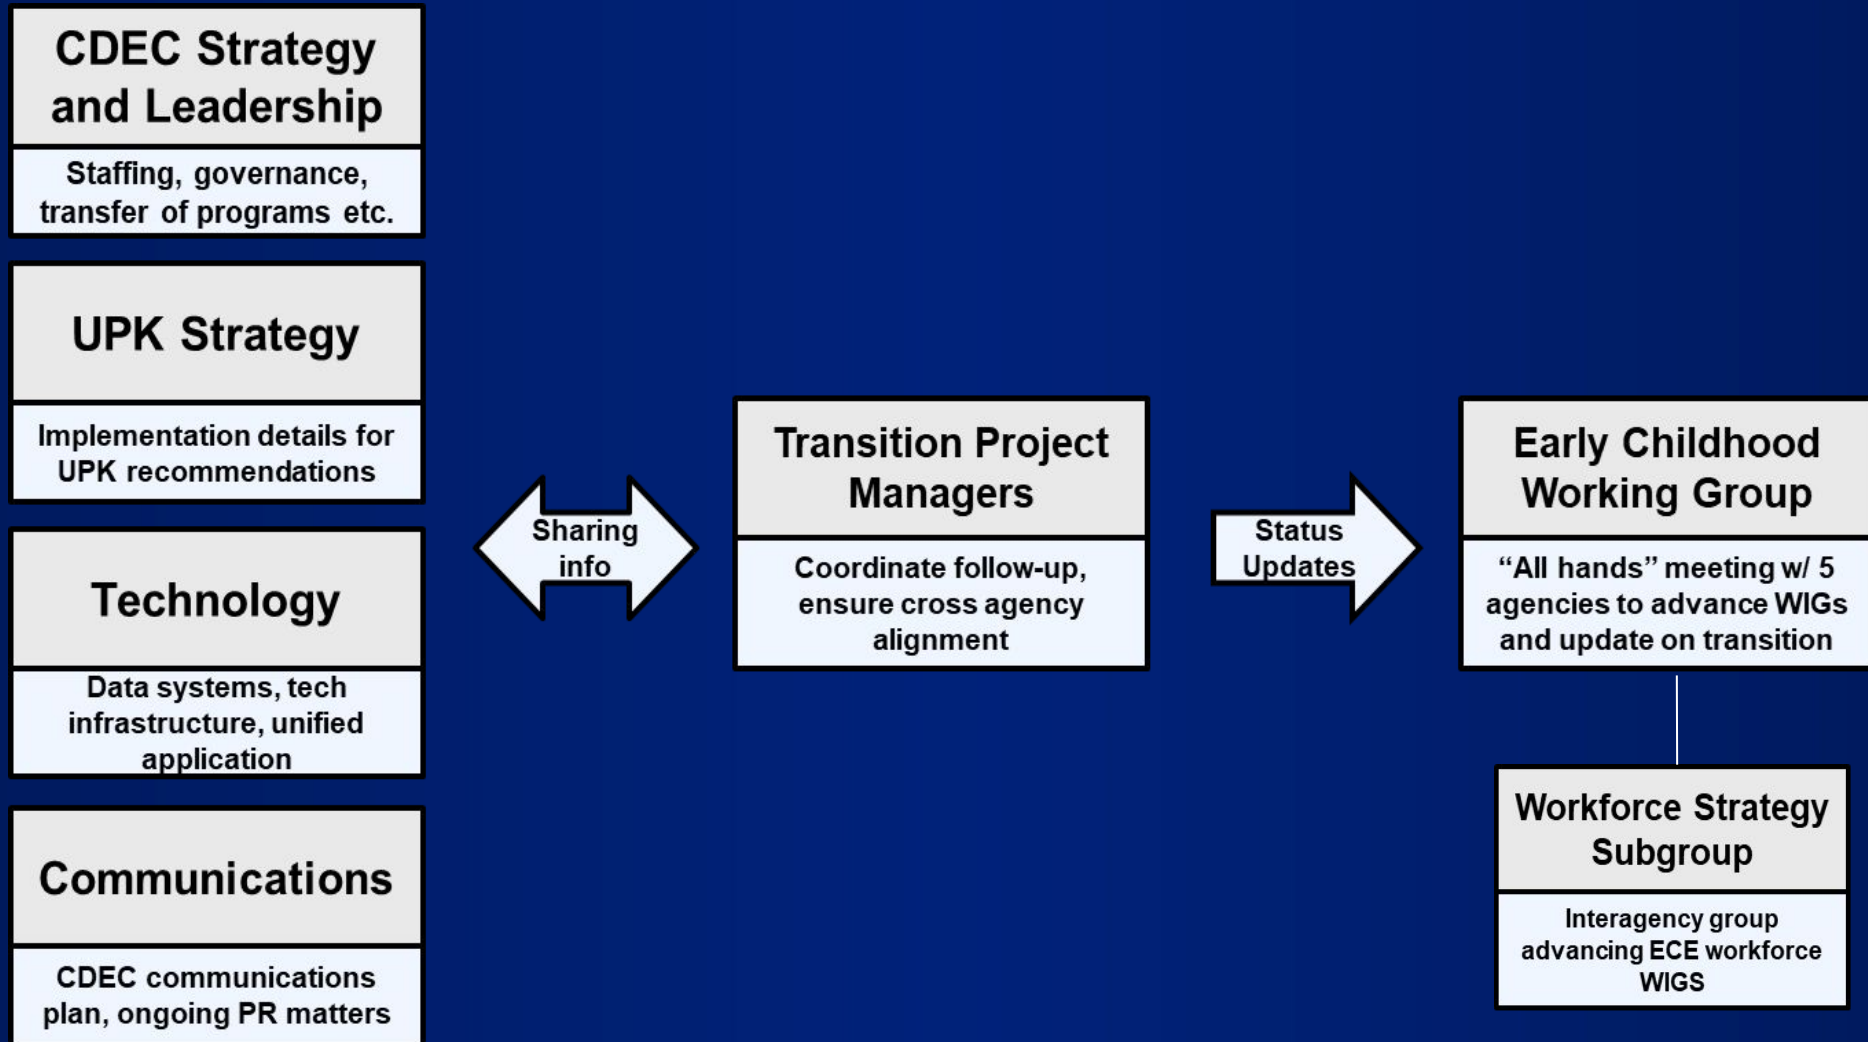 CDEC Strategy
and Leadership
Staffing, governance,
transfer of programs etc.
UPK Strategy
Implementation details for
UPK recommendations
Technology
Data systems, tech
infrastructure, unified
application
Communications
CDEC communications
plan, ongoing PR matters
Sharing
info
Transition Project
Managers
Coordinate follow-up,
ensure cross agency
alignment
Status
Updates
Early Childhood
Working Group
“All hands” meeting w/ 5
agencies to advance WIGs
and update on transition
Workforce Strategy
Subgroup
Interagency group
advancing ECE workforce
WIGS